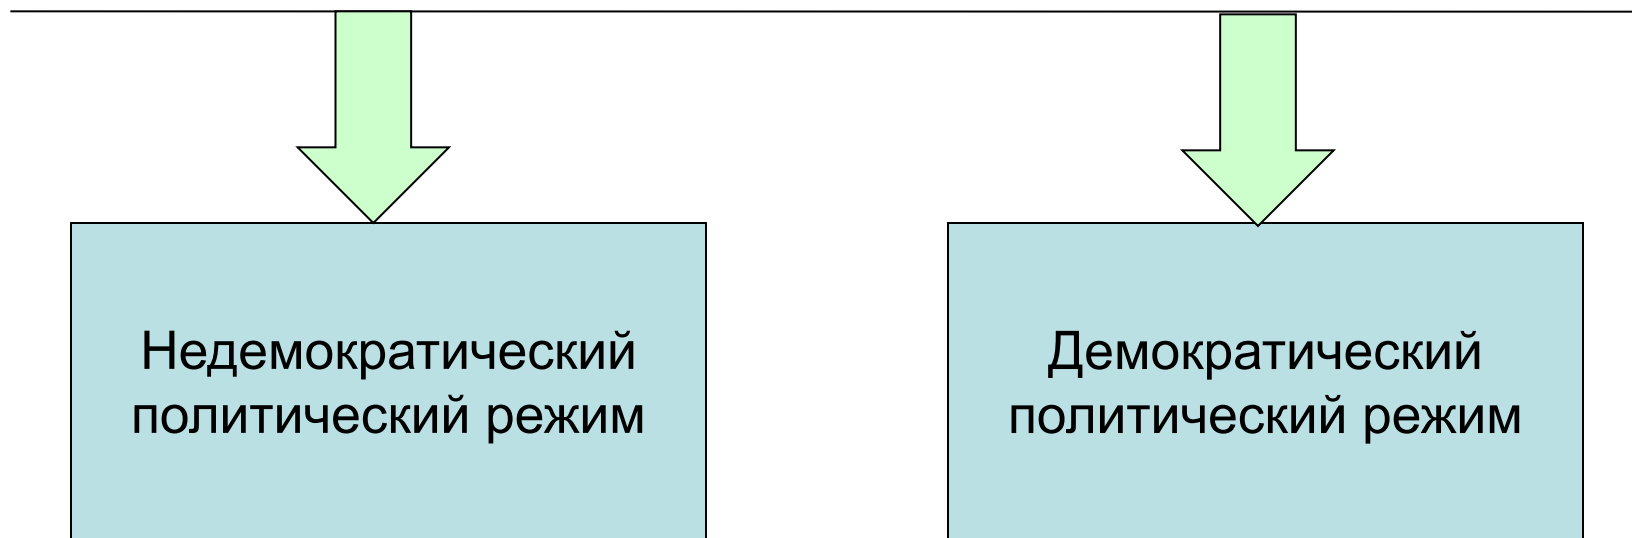 Недемократический
политический режим
Демократический
политический режим